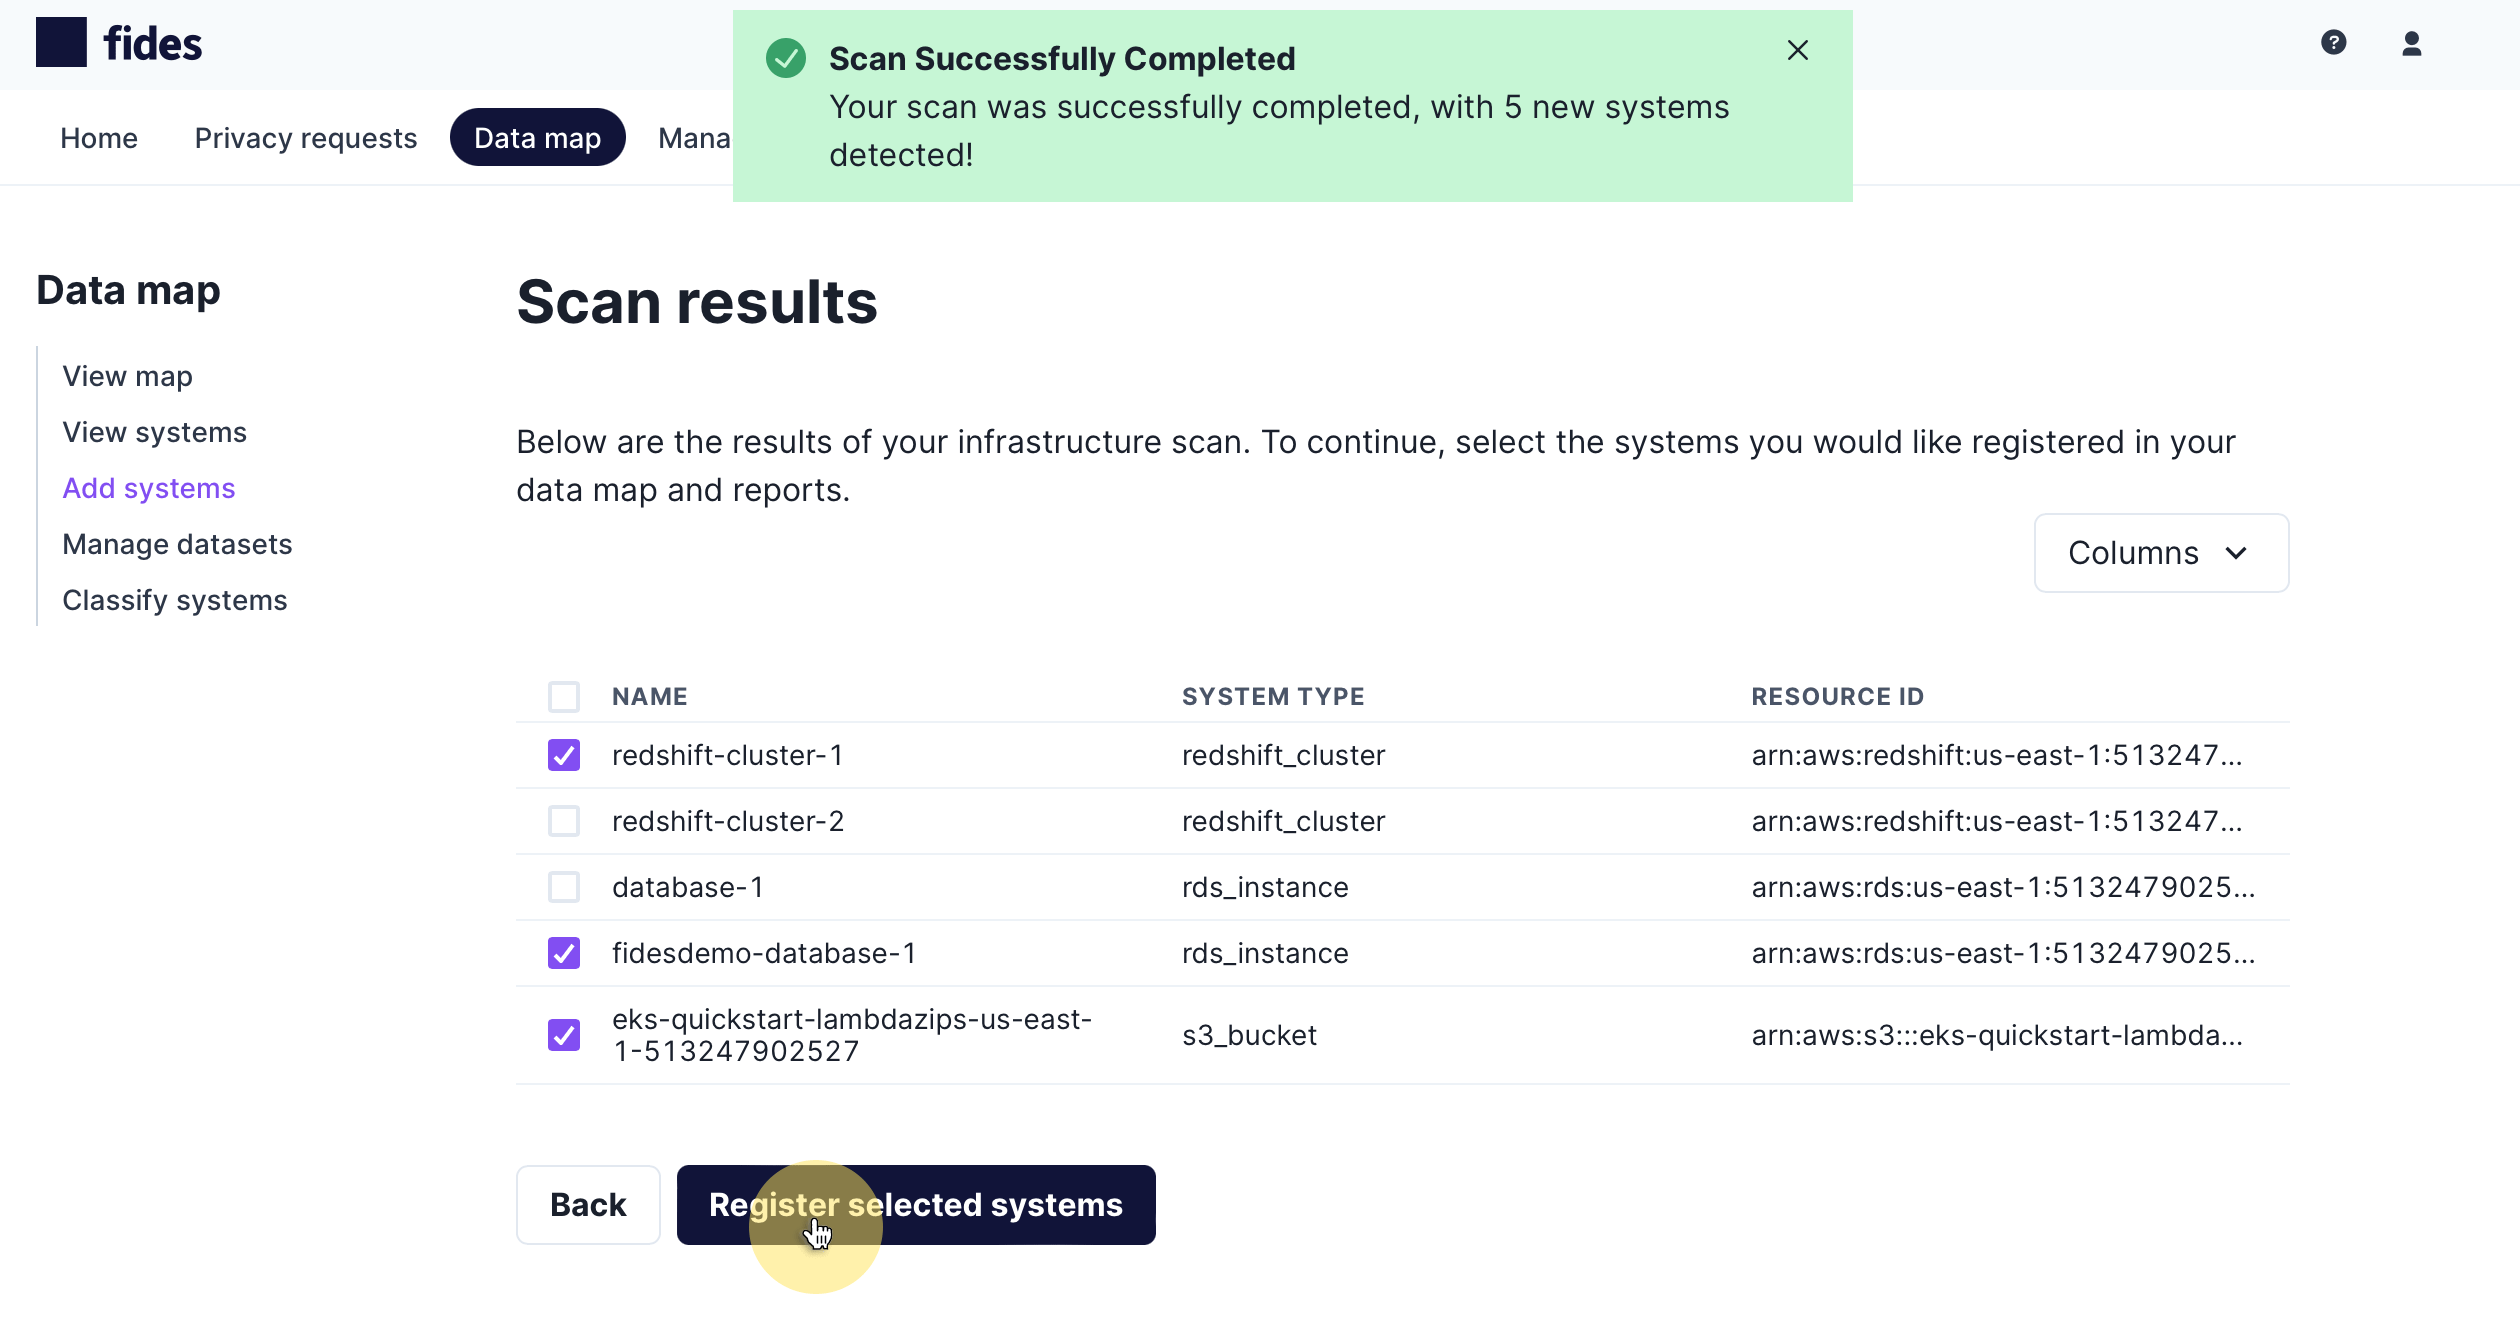 fides
Scan Successfully Completed
Your scan was successfully completed, with 5 new systems
detected!
?
Home
Privacy requests
Data map
Mana
Data map
View map
View systems
Add systems
Manage datasets
Classify systems
Scan results
Below are the results of your infrastructure scan. To continue, select the systems you would like registered in your
data map and reports.
Columns
NAME SYSTEM TYPE RESOURCE ID
redshift-cluster-1 redshift_cluster arn:aws:redshift:us-east-1:513247...
redshift-cluster-2 redshift_cluster arn:aws:redshift:us-east-1:513247...
database-1 rds_instance arn:aws:rds:us-east-1:5132479025...
fidesdemo-database-1 rds_instance arn:aws:rds:us-east-1:5132479025...
eks-quickstart-lambdazips-us-east-
1-513247902527
s3_bucket arn:aws:s3:::eks-quickstart-lambda...
Back
Register selected systems